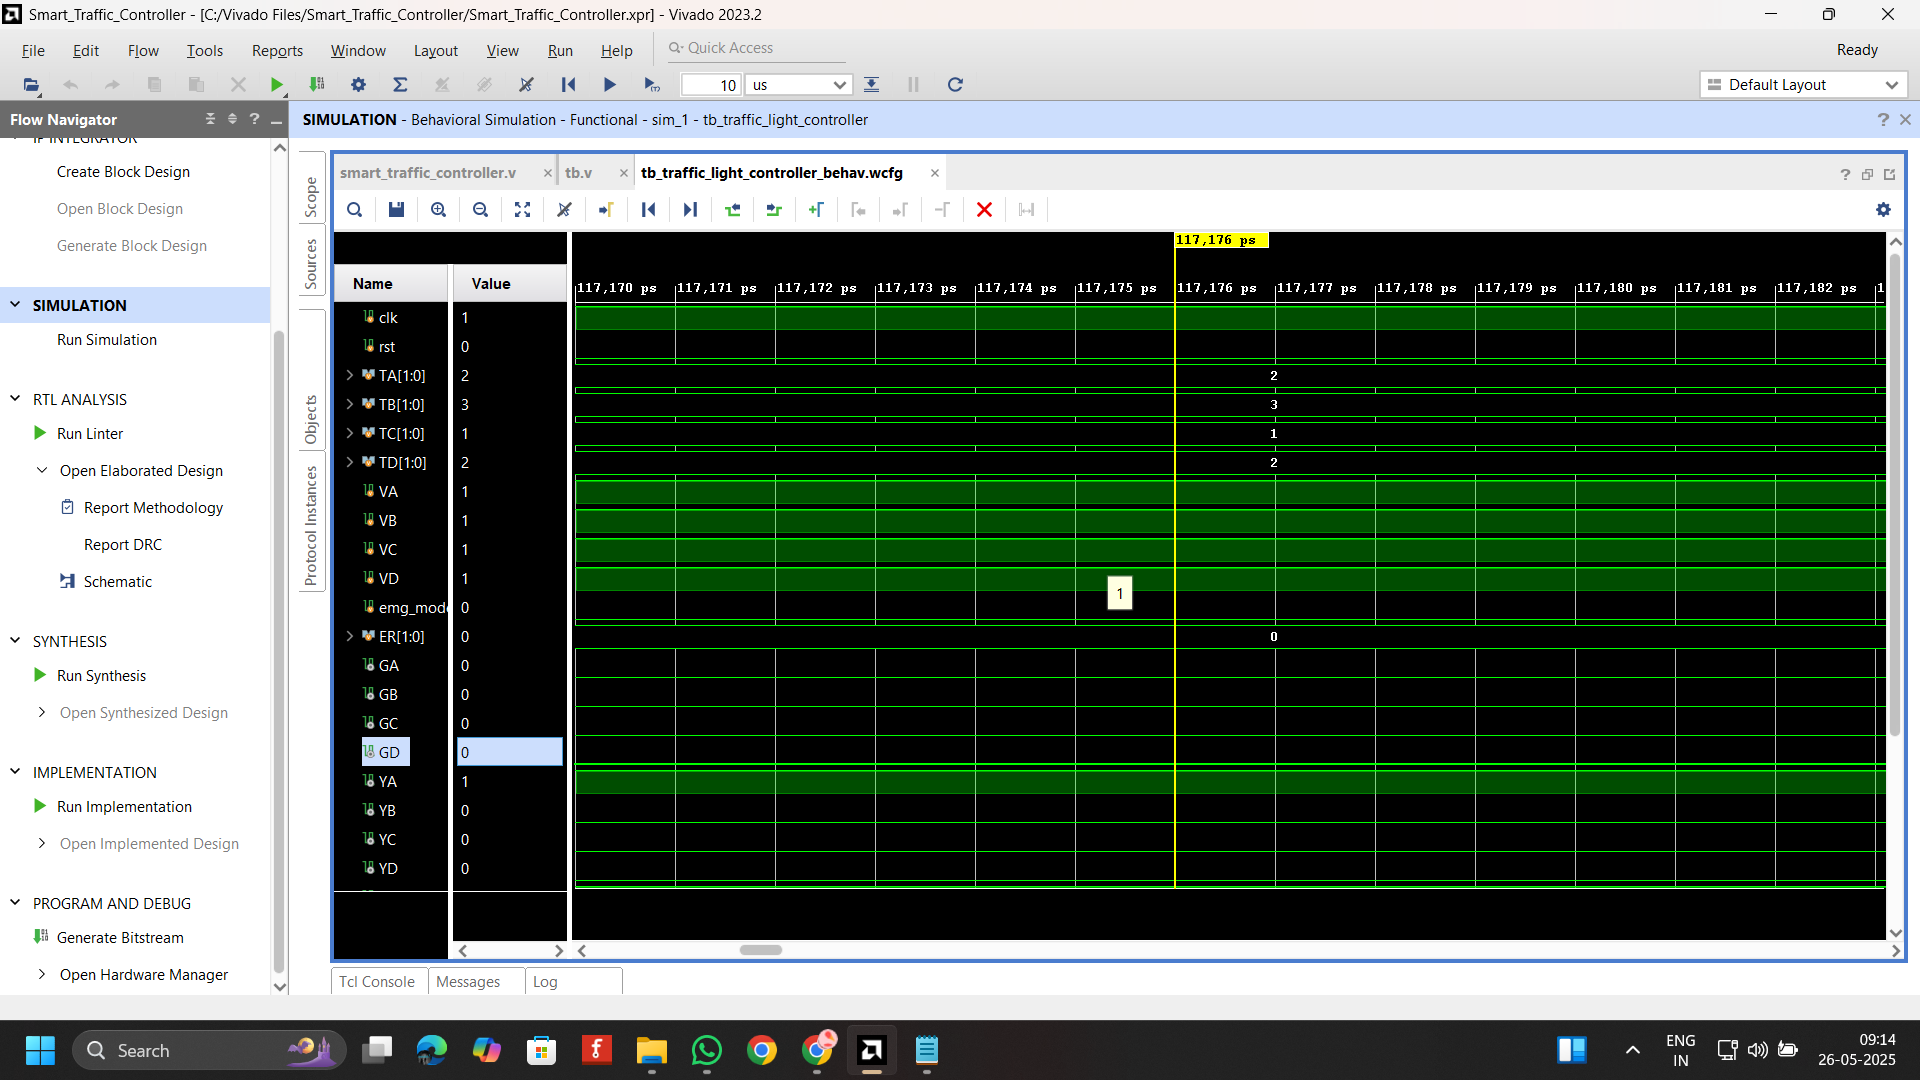 Smart_Traffic_Controller - [C:/Vivado Files/Smart_Traffic_Controller/Smart_Traffic_Controller.xpr] - Vivado 2023.2
File Edit Flow Tools Reports Window Layout View Run Help Quick Access Ready
10 us Default Layout
Flow Navigator
SIMULATION - Behavioral Simulation - Functional - sim_1 - tb_traffic_light_controller
IP INTEGRATOR
Create Block Design
Open Block Design
Generate Block Design
SIMULATION
Run Simulation
RTL ANALYSIS
Run Linter
Open Elaborated Design
Report Methodology
Report DRC
Schematic
SYNTHESIS
Run Synthesis
Open Synthesized Design
IMPLEMENTATION
Run Implementation
Open Implemented Design
PROGRAM AND DEBUG
Generate Bitstream
Open Hardware Manager
Scope
Sources
Objects
Protocol Instances
smart_traffic_controller.v tb.v tb_traffic_light_controller_behav.wcfg
117,176 ps
Name Value
117,170 ps 117,171 ps 117,172 ps 117,173 ps 117,174 ps 117,175 ps 117,176 ps 117,177 ps 117,178 ps 117,179 ps 117,180 ps 117,181 ps 117,182 ps 1
clk 1
rst 0
TA[1:0] 2 2
TB[1:0] 3 3
TC[1:0] 1 1
TD[1:0] 2 2
VA 1
VB 1
VC 1
VD 1
1
emg_mod 0
ER[1:0] 0 0
GA 0
GB 0
GC 0
GD 0
YA 1
YB 0
YC 0
YD 0
Tcl Console Messages Log
Search
ENG
IN
09:14
26-05-2025